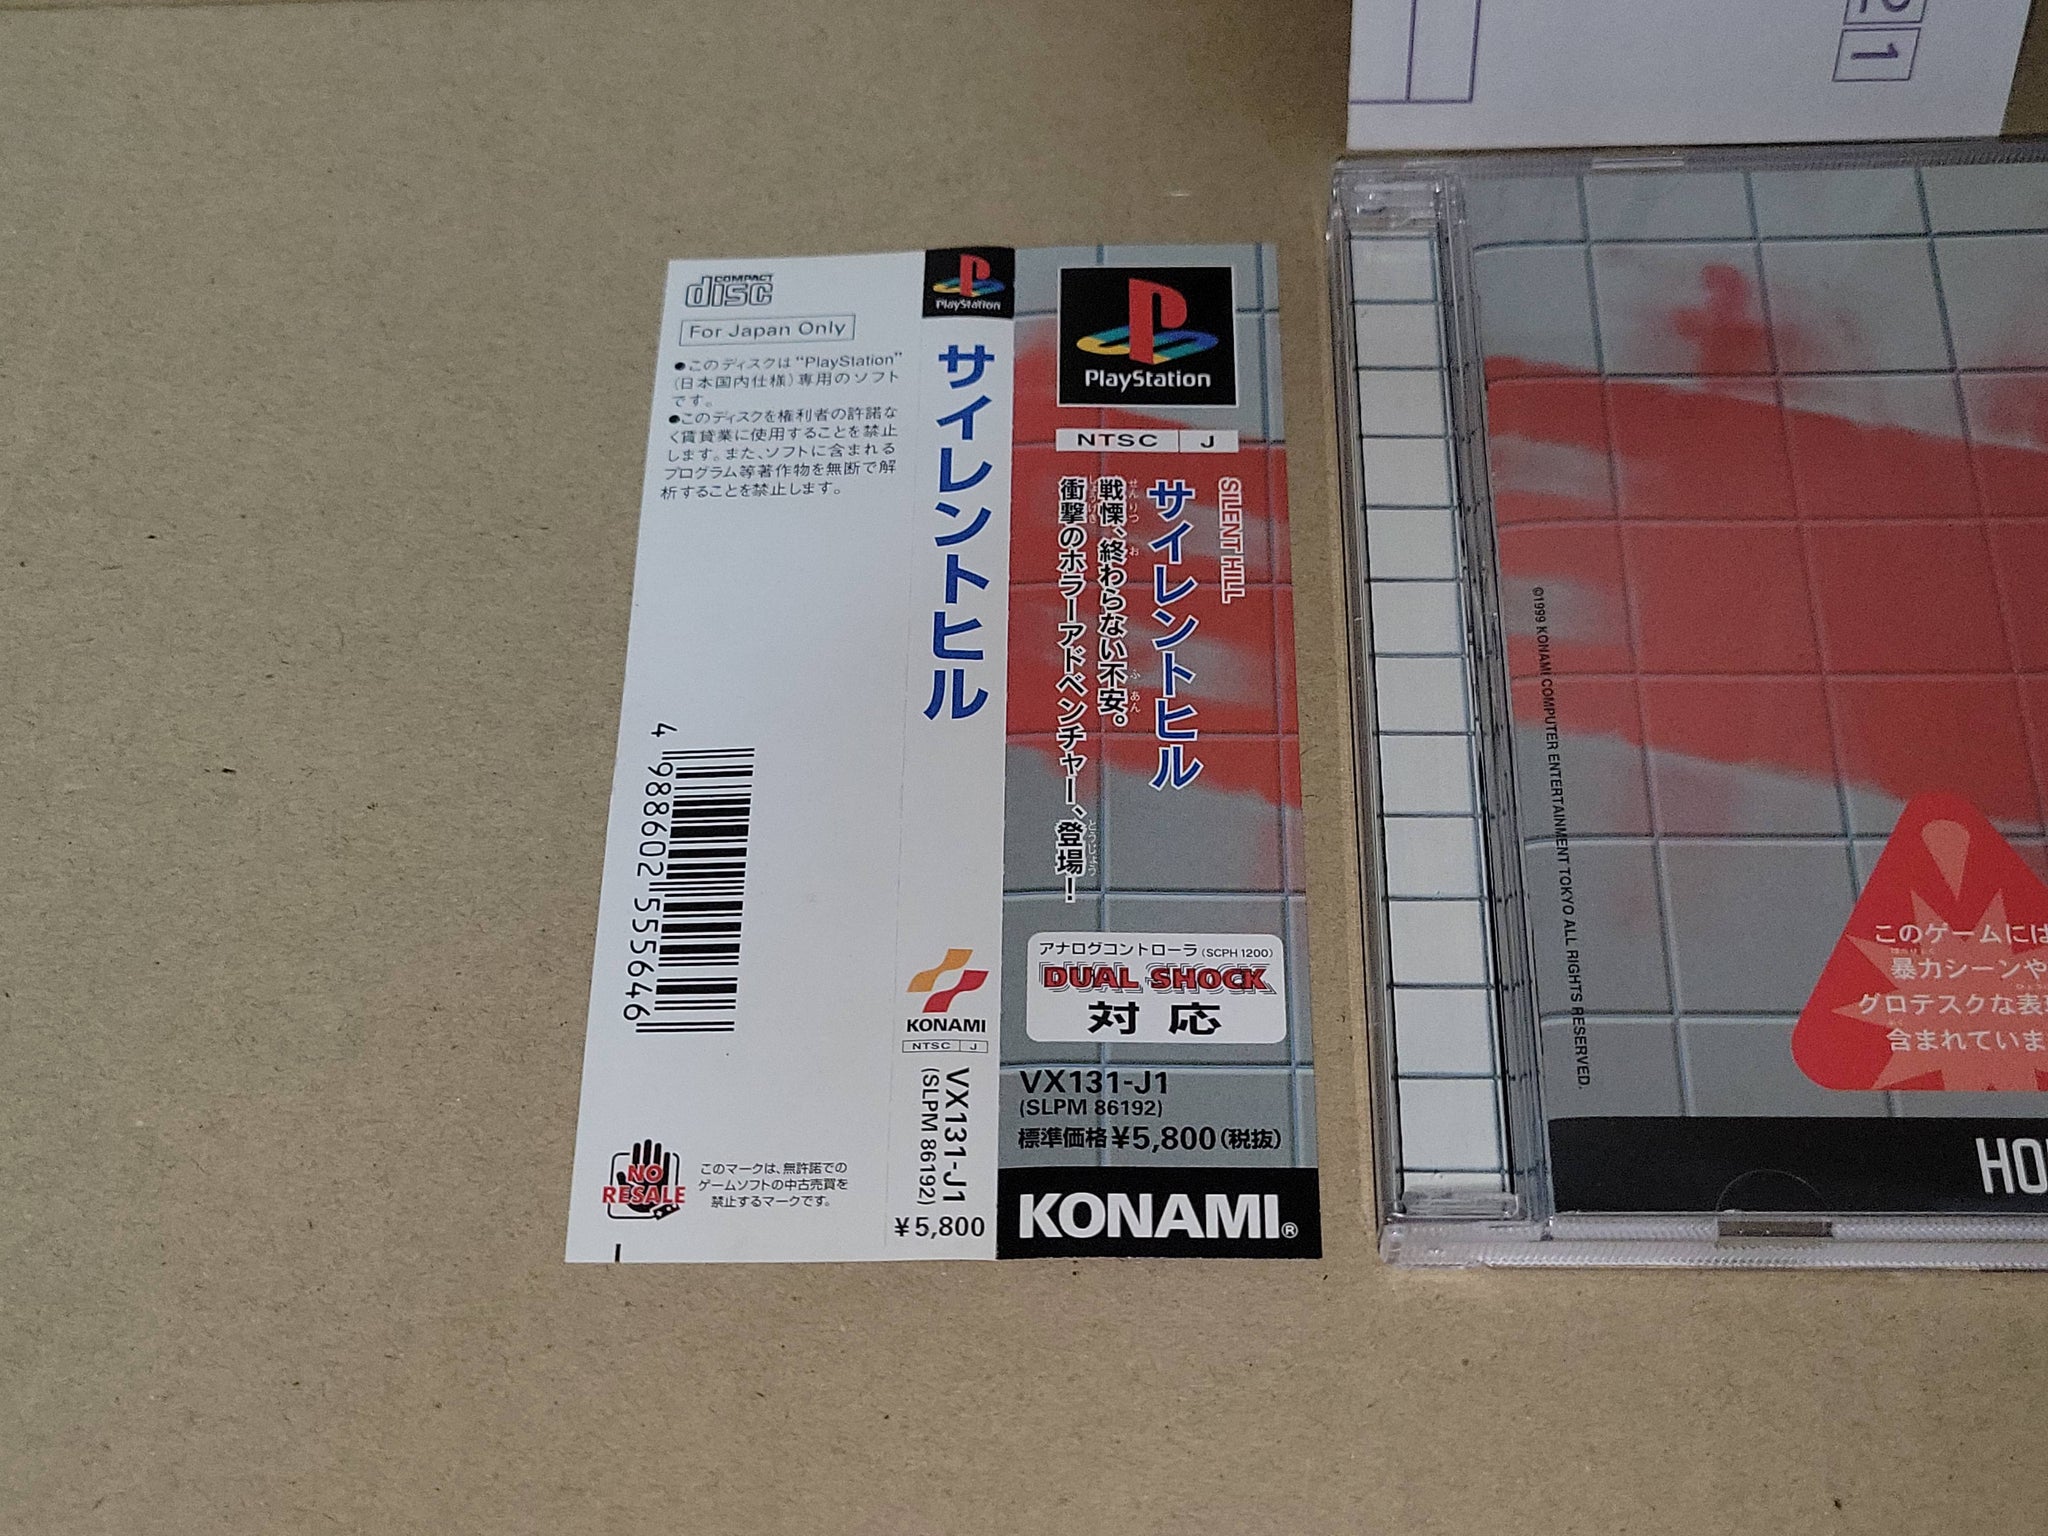 COMPACT
disc
For Japan Only
●このディスクは"PlayStation"
(日本国内仕様)専用のソフト
です。
●このディスクを権利者の許諾な
く賃貸業に使用することを禁止
します。また、ソフトに含まれる
プログラム等著作物を無断で解
析することを禁止します。
4 988602 555646
NO
RESALE
このマークは、無許諾での
ゲームソフトの中古売買を
禁止するマークです。
PlayStation
サイレントヒル
KONAMI
NTSC J
VX131-J1
(SLPM 86192)
¥5,800
PlayStation
NTSC J
SILENT HILL
サイレントヒル
戦慄、終わらない不安。
衝撃のホラーアドベンチャー、登場!
アナログコントローラ(SCPH 1200)
DUAL SHOCK
対応
VX131-J1
(SLPM 86192)
標準価格¥5,800(税抜)
KONAMI®
21
©1999 KONAMI COMPUTER ENTERTAINMENT TOKYO ALL RIGHTS RESERVED.
このゲームには
暴力シーンや
グロテスクな表現
含まれていま
HO